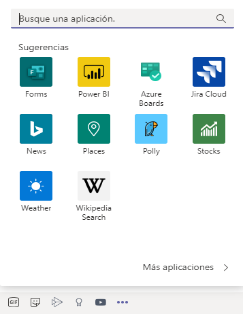 Busque una aplicación.
Sugerencias
Forms
Power BI
Azure
Boards
Jira Cloud
News
Places
Polly
Stocks
Weather
W
Wikipedia
Search
Más aplicaciones
GIF